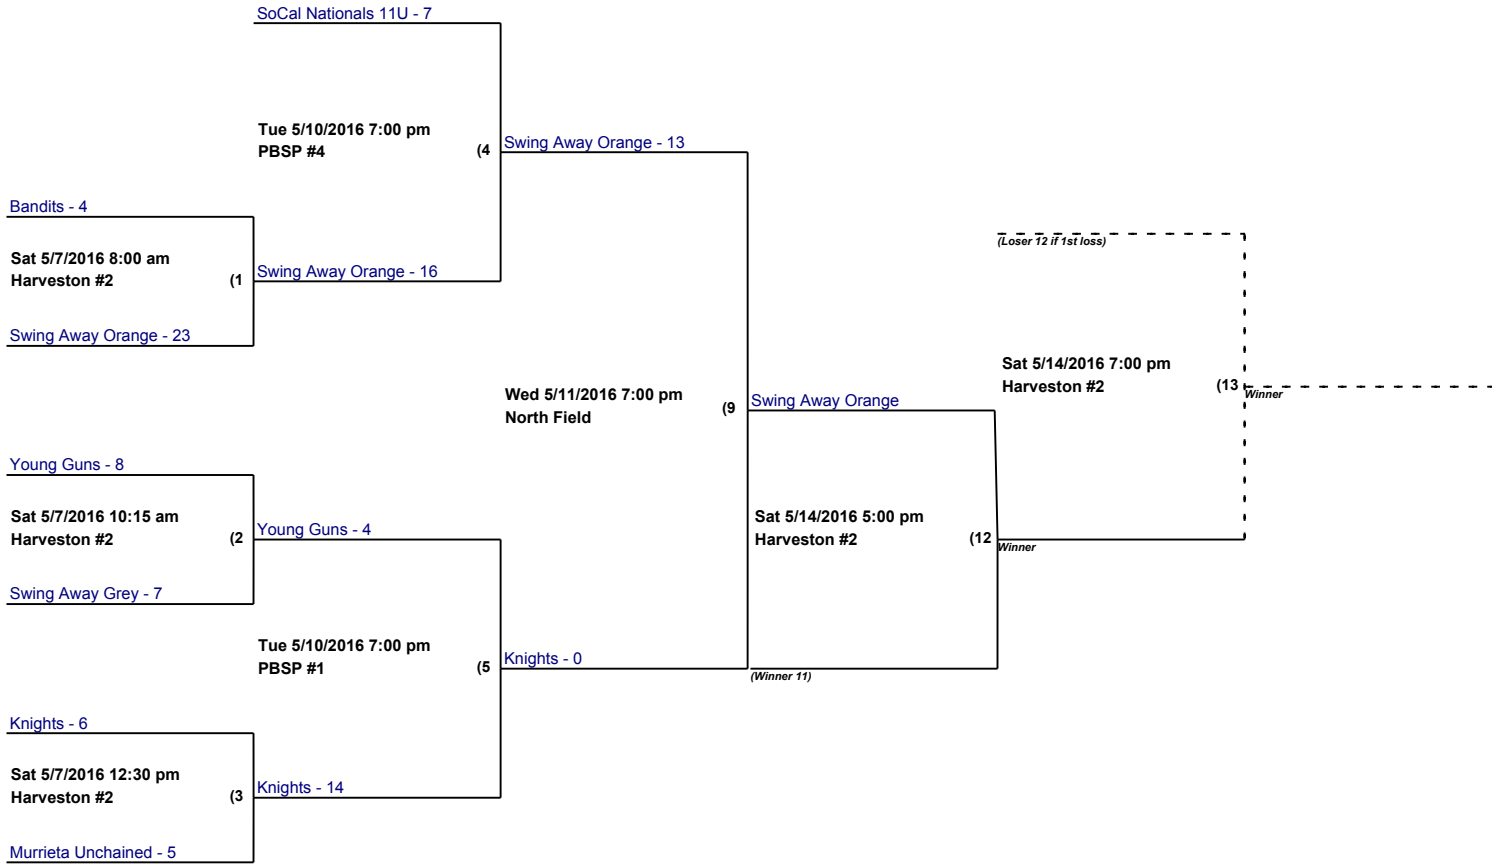 SoCal Nationals 11U - 7
Tue 5/10/2016 7:00 pm
PBSP #4
(4
Swing Away Orange - 13
Bandits - 4
Sat 5/7/2016 8:00 am
Harveston #2
(1
Swing Away Orange - 16
Swing Away Orange - 23
(Loser 12 if 1st loss)
Sat 5/14/2016 7:00 pm
Harveston #2
(13
Winner
Wed 5/11/2016 7:00 pm
North Field
(9
Swing Away Orange
Young Guns - 8
Sat 5/7/2016 10:15 am
Harveston #2
(2
Young Guns - 4
Swing Away Grey - 7
Sat 5/14/2016 5:00 pm
Harveston #2
(12
Winner
Tue 5/10/2016 7:00 pm
PBSP #1
(5
Knights - 0
(Winner 11)
Knights - 6
Sat 5/7/2016 12:30 pm
Harveston #2
(3
Knights - 14
Murrieta Unchained - 5